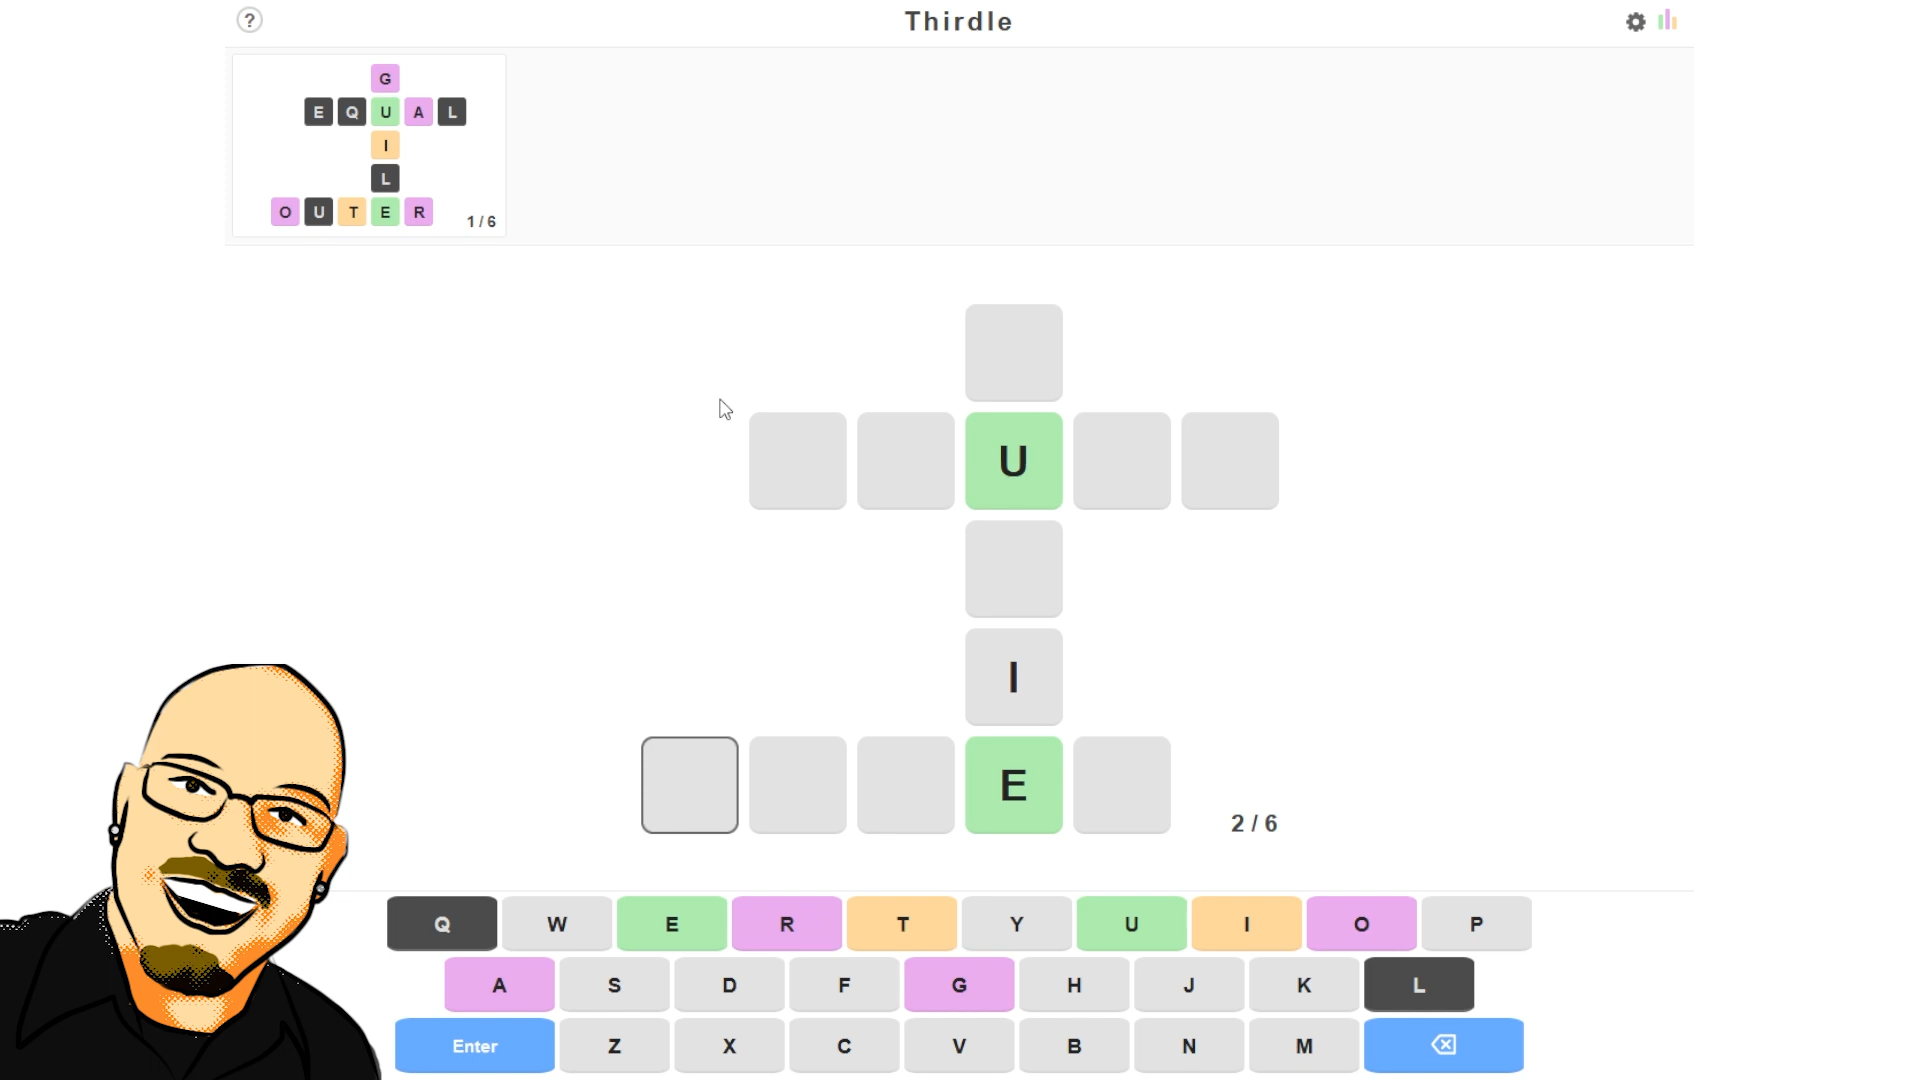 ? Thirdle
G
E Q U A L
I
L
O U T E R 1 / 6
U
I
E
2 / 6
Q W E R T Y U I O P
A S D F G H J K L
Enter Z X C V B N M